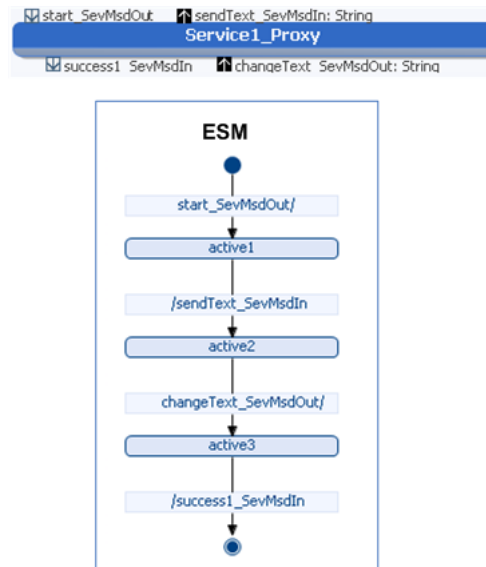 start_SevMsdOut sendText_SevMsdIn: String
Service1_Proxy
success1_SevMsdIn changeText_SevMsdOut: String
ESM
start_SevMsdOut/
active1
/sendText_SevMsdIn
active2
changeText_SevMsdOut/
active3
/success1_SevMsdIn